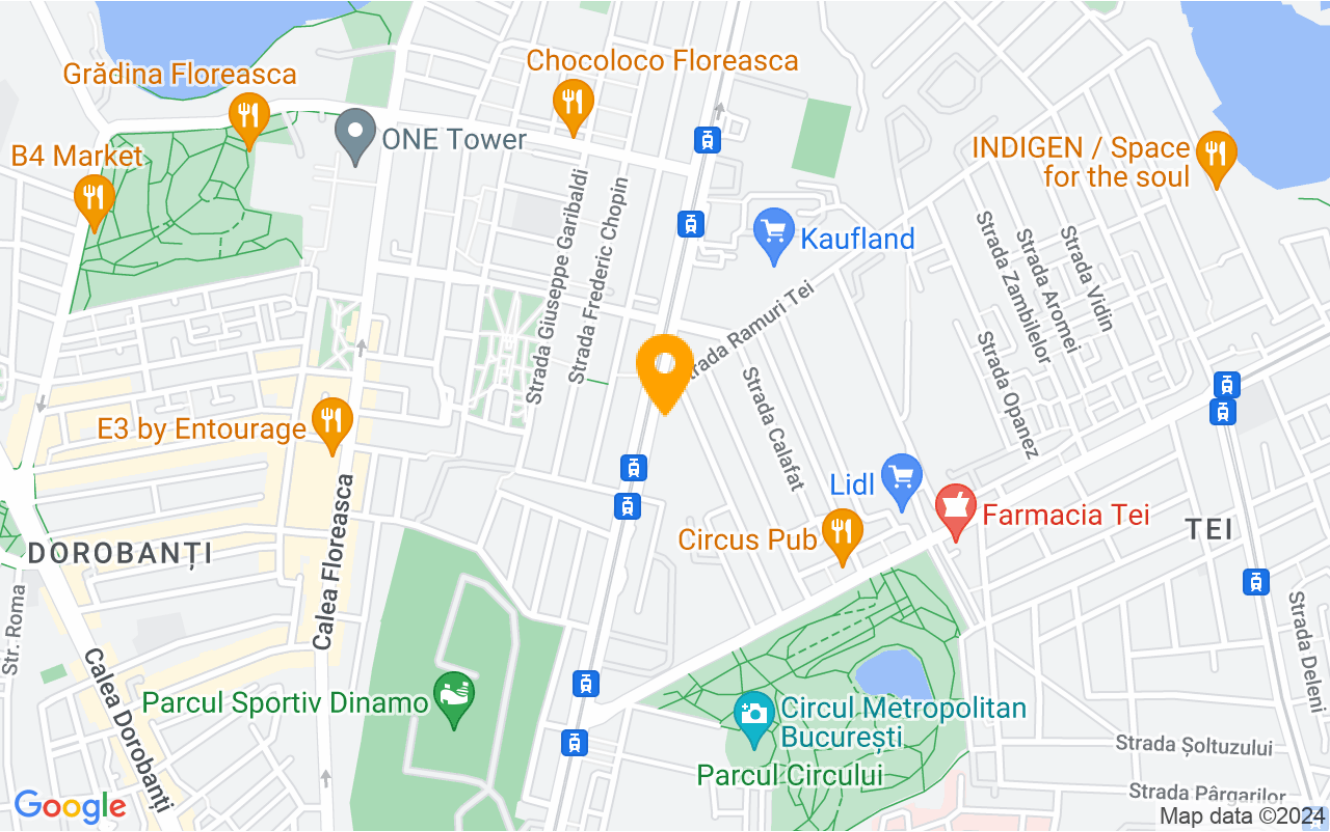 Grădina Floreasca
Chocoloco Floreasca
ONE Tower
B4 Market
INDIGEN / Space
for the soul
Kaufland
Strada Giuseppe Garibaldi
Strada Frederic Chopin
Strada Zambilelor
Strada Aromei
Strada Vidin
trada Ramuri Tei
Strada Opanez
Strada Calafat
E3 by Entourage
Lidl
Farmacia Tei
Circus Pub
TEI
DOROBANȚI
Calea Floreasca
Str. Roma
Strada Deleni
Calea Dorobanți
Parcul Sportiv Dinamo
Circul Metropolitan
București
Parcul Circului
Strada Șoltuzului
Strada Pârgarilor
Google
Map data ©2024